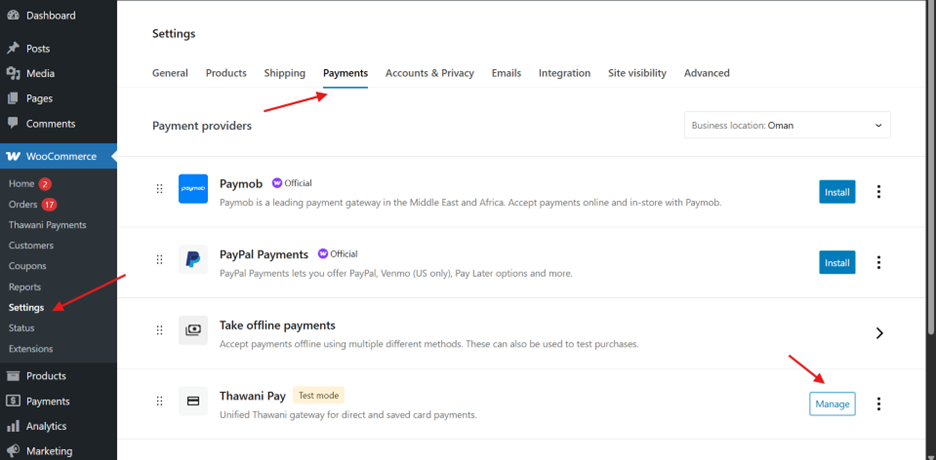 Dashboard
Posts
Media
Pages
Comments
WooCommerce
Home 2
Orders 17
Thawani Payments
Customers
Coupons
Reports
Settings
Status
Extensions
Products
Payments
Analytics
Marketing
Settings
General Products Shipping Payments Accounts & Privacy Emails Integration Site visibility Advanced
Payment providers
Business location: Oman
paymob
Paymob Official
Install
Paymob is a leading payment gateway in the Middle East and Africa. Accept payments online and in-store with Paymob.
PayPal Payments Official
Install
PayPal Payments lets you offer PayPal, Venmo (US only), Pay Later options and more.
Take offline payments
Accept payments offline using multiple different methods. These can also be used to test purchases.
Thawani Pay Test mode
Manage
Unified Thawani gateway for direct and saved card payments.